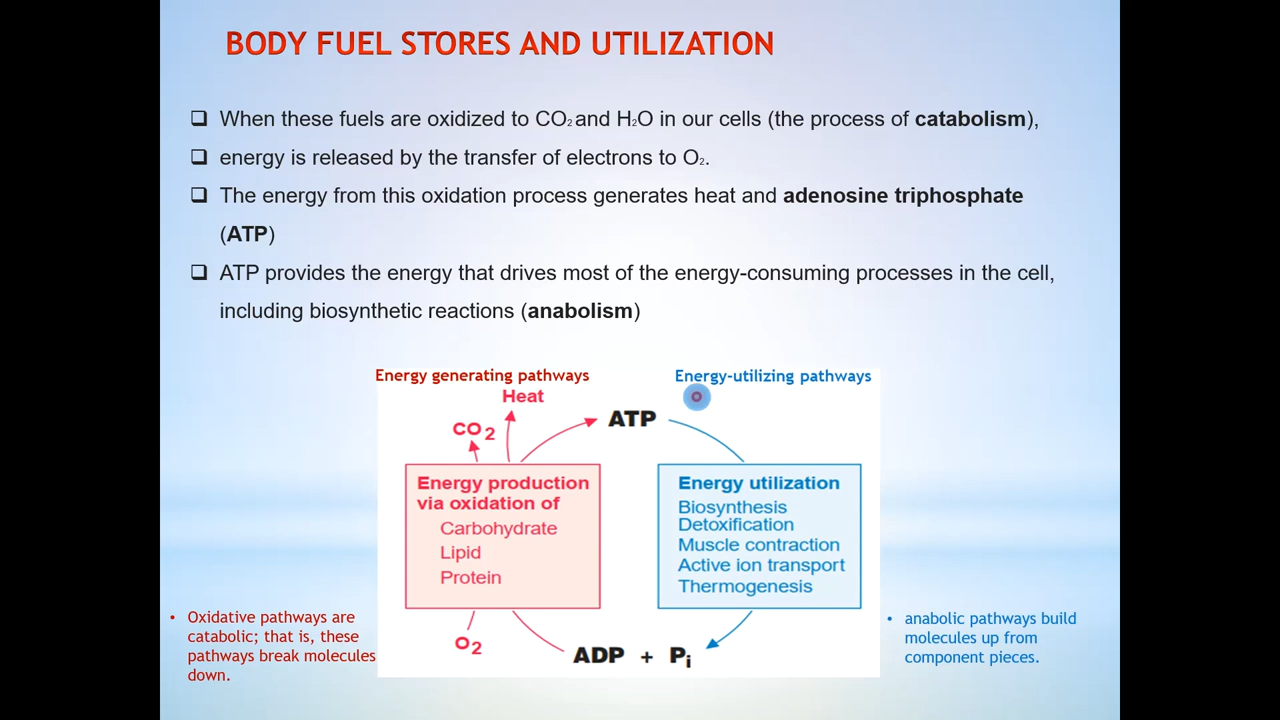 BODY FUEL STORES AND UTILIZATION
❑ When these fuels are oxidized to CO₂ and H₂O in our cells (the process of catabolism),
❑ energy is released by the transfer of electrons to O₂.
❑ The energy from this oxidation process generates heat and adenosine triphosphate
(ATP)
❑ ATP provides the energy that drives most of the energy-consuming processes in the cell,
including biosynthetic reactions (anabolism)
Energy generating pathways
Energy-utilizing pathways
Heat
CO₂
ATP
Energy production
via oxidation of
Carbohydrate
Lipid
Protein
Energy utilization
Biosynthesis
Detoxification
Muscle contraction
Active ion transport
Thermogenesis
O₂
ADP + Pi
• Oxidative pathways are
catabolic; that is, these
pathways break molecules
down.
• anabolic pathways build
molecules up from
component pieces.